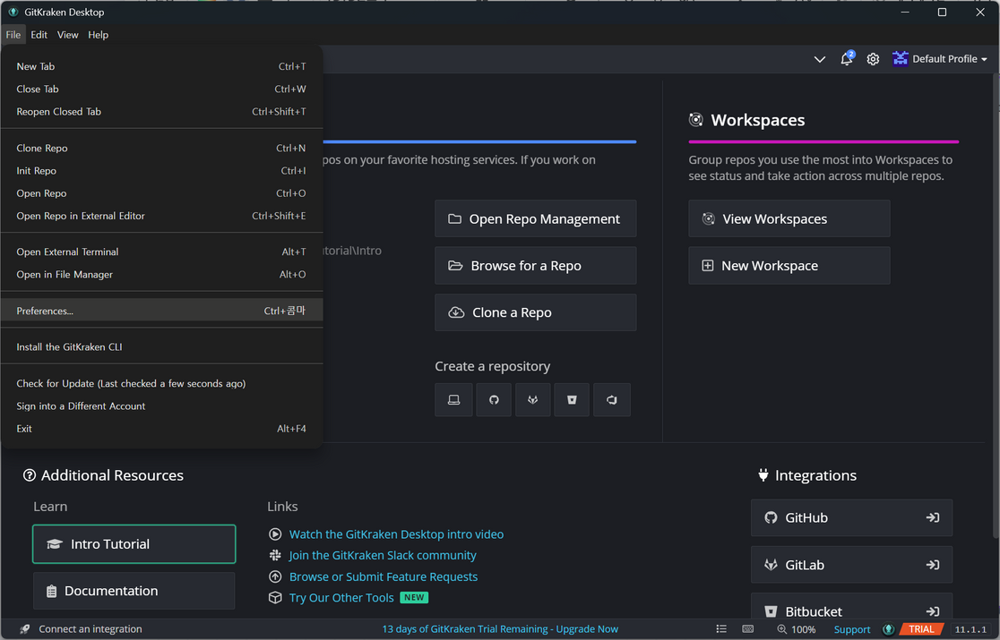 GitKraken Desktop
File Edit View Help
2 Default Profile
New Tab Ctrl+T
Close Tab Ctrl+W
Reopen Closed Tab Ctrl+Shift+T
Clone Repo Ctrl+N
Init Repo Ctrl+I
Open Repo Ctrl+O
Open Repo in External Editor Ctrl+Shift+E
Open External Terminal Alt+T
Open in File Manager Alt+O
Preferences... Ctrl+콤마
Install the GitKraken CLI
Check for Update (Last checked a few seconds ago)
Sign into a Different Account
Exit Alt+F4
pos on your favorite hosting services. If you work on
utorial\Intro
Open Repo Management
Browse for a Repo
Clone a Repo
Create a repository
Workspaces
Group repos you use the most into Workspaces to
see status and take action across multiple repos.
View Workspaces
New Workspace
Additional Resources
Learn
Intro Tutorial
Documentation
Links
Watch the GitKraken Desktop intro video
Join the GitKraken Slack community
Browse or Submit Feature Requests
Try Our Other Tools NEW
Integrations
GitHub
GitLab
Bitbucket
Connect an integration
13 days of GitKraken Trial Remaining - Upgrade Now
100% Support TRIAL 11.1.1